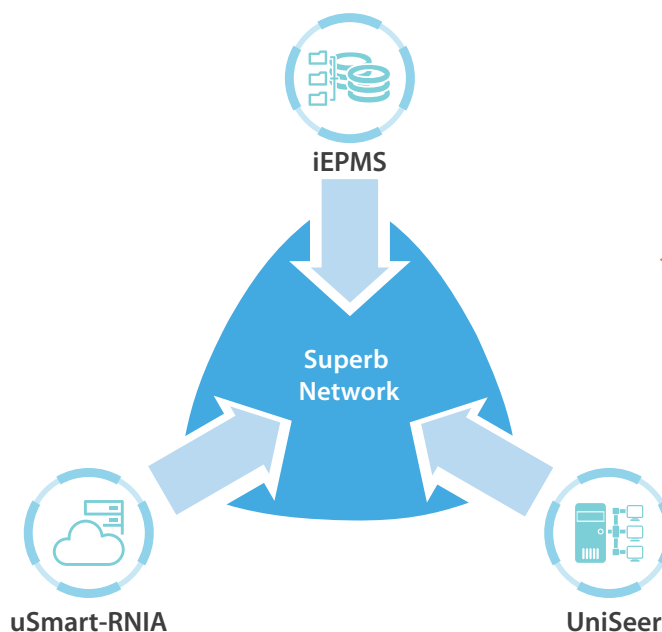 iEPMS
Superb
Network
uSmart-RNIA
UniSeer